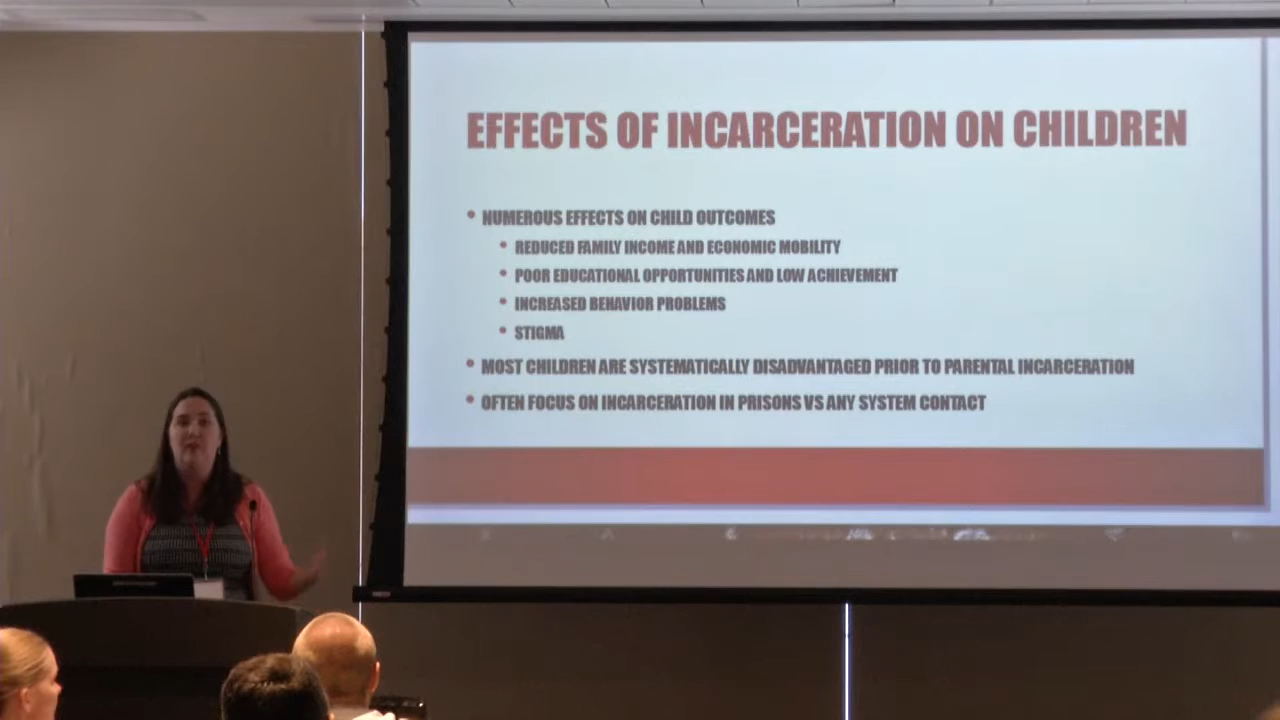 EFFECTS OF INCARCERATION ON CHILDREN
• NUMEROUS EFFECTS ON CHILD OUTCOMES
• REDUCED FAMILY INCOME AND ECONOMIC MOBILITY
• POOR EDUCATIONAL OPPORTUNITIES AND LOW ACHIEVEMENT
• INCREASED BEHAVIOR PROBLEMS
• STIGMA
• MOST CHILDREN ARE SYSTEMATICALLY DISADVANTAGED PRIOR TO PARENTAL INCARCERATION
• OFTEN FOCUS ON INCARCERATION IN PRISONS VS ANY SYSTEM CONTACT